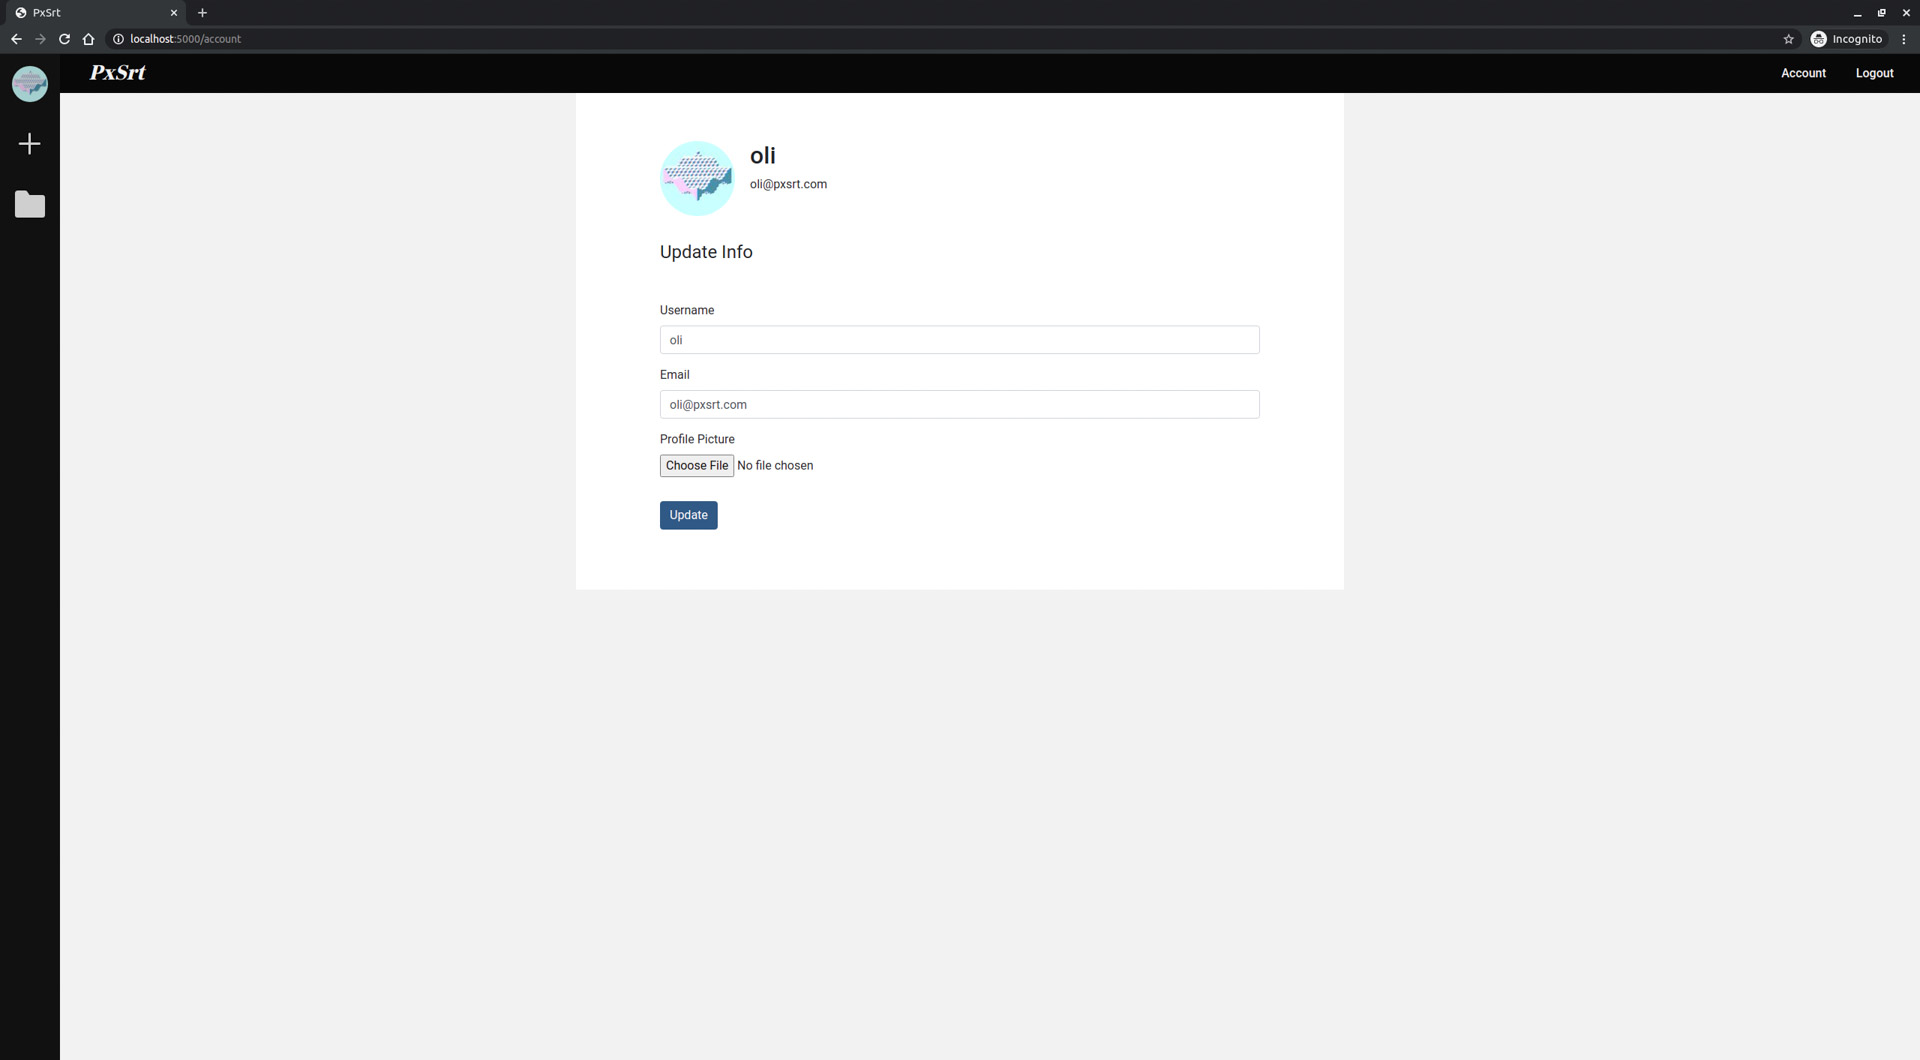 PxSrt
localhost:5000/account
Incognito
PxSrt
Account
Logout
oli
oli@pxsrt.com
Update Info
Username
oli
Email
oli@pxsrt.com
Profile Picture
Choose File No file chosen
Update